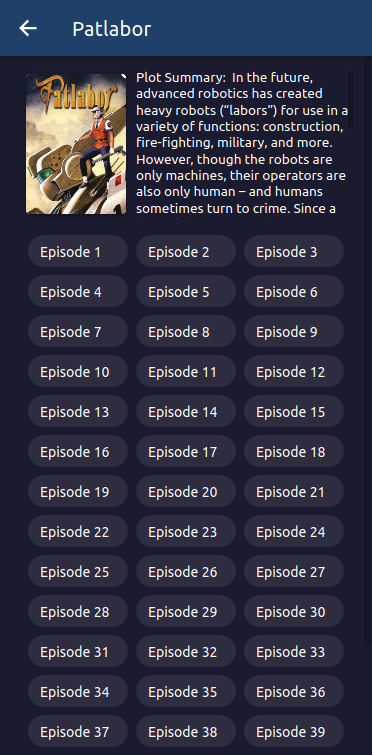 Patlabor
Patlabor
Plot Summary:  In the future,
advanced robotics has created
heavy robots (“labors”) for use in a
variety of functions: construction,
fire-fighting, military, and more.
However, though the robots are
only machines, their operators are
also only human – and humans
sometimes turn to crime. Since a
Episode 1
Episode 2
Episode 3
Episode 4
Episode 5
Episode 6
Episode 7
Episode 8
Episode 9
Episode 10
Episode 11
Episode 12
Episode 13
Episode 14
Episode 15
Episode 16
Episode 17
Episode 18
Episode 19
Episode 20
Episode 21
Episode 22
Episode 23
Episode 24
Episode 25
Episode 26
Episode 27
Episode 28
Episode 29
Episode 30
Episode 31
Episode 32
Episode 33
Episode 34
Episode 35
Episode 36
Episode 37
Episode 38
Episode 39